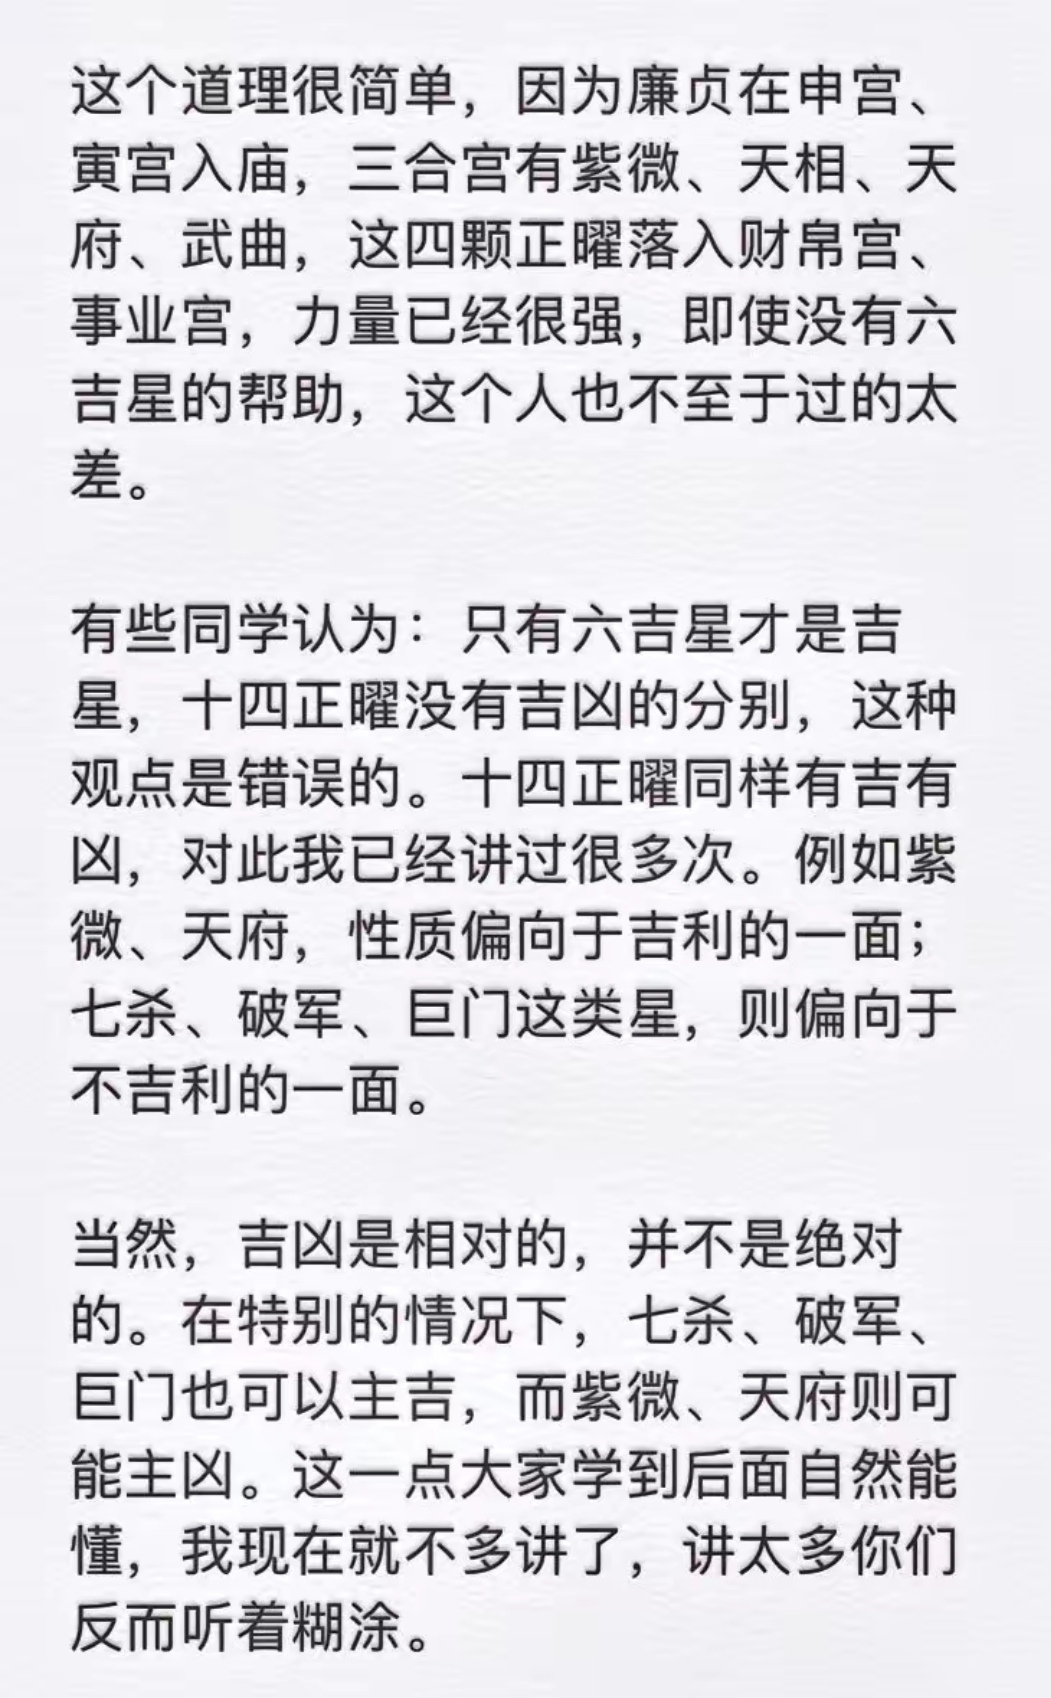 这个道理很简单，因为廉贞在申宫、
寅宫入庙，三合宫有紫微、天相、天
府、武曲，这四颗正曜落入财帛宫、
事业宫，力量已经很强，即使没有六
吉星的帮助，这个人也不至于过的太
差。
有些同学认为：只有六吉星才是吉
星，十四正曜没有吉凶的分别，这种
观点是错误的。十四正曜同样有吉有
凶，对此我已经讲过很多次。例如紫
微、天府，性质偏向于吉利的一面；
七杀、破军、巨门这类星，则偏向于
不吉利的一面。
当然，吉凶是相对的，并不是绝对
的。在特别的情况下，七杀、破军、
巨门也可以主吉，而紫微、天府则可
能主凶。这一点大家学到后面自然能
懂，我现在就不多讲了，讲太多你们
反而听着糊涂。